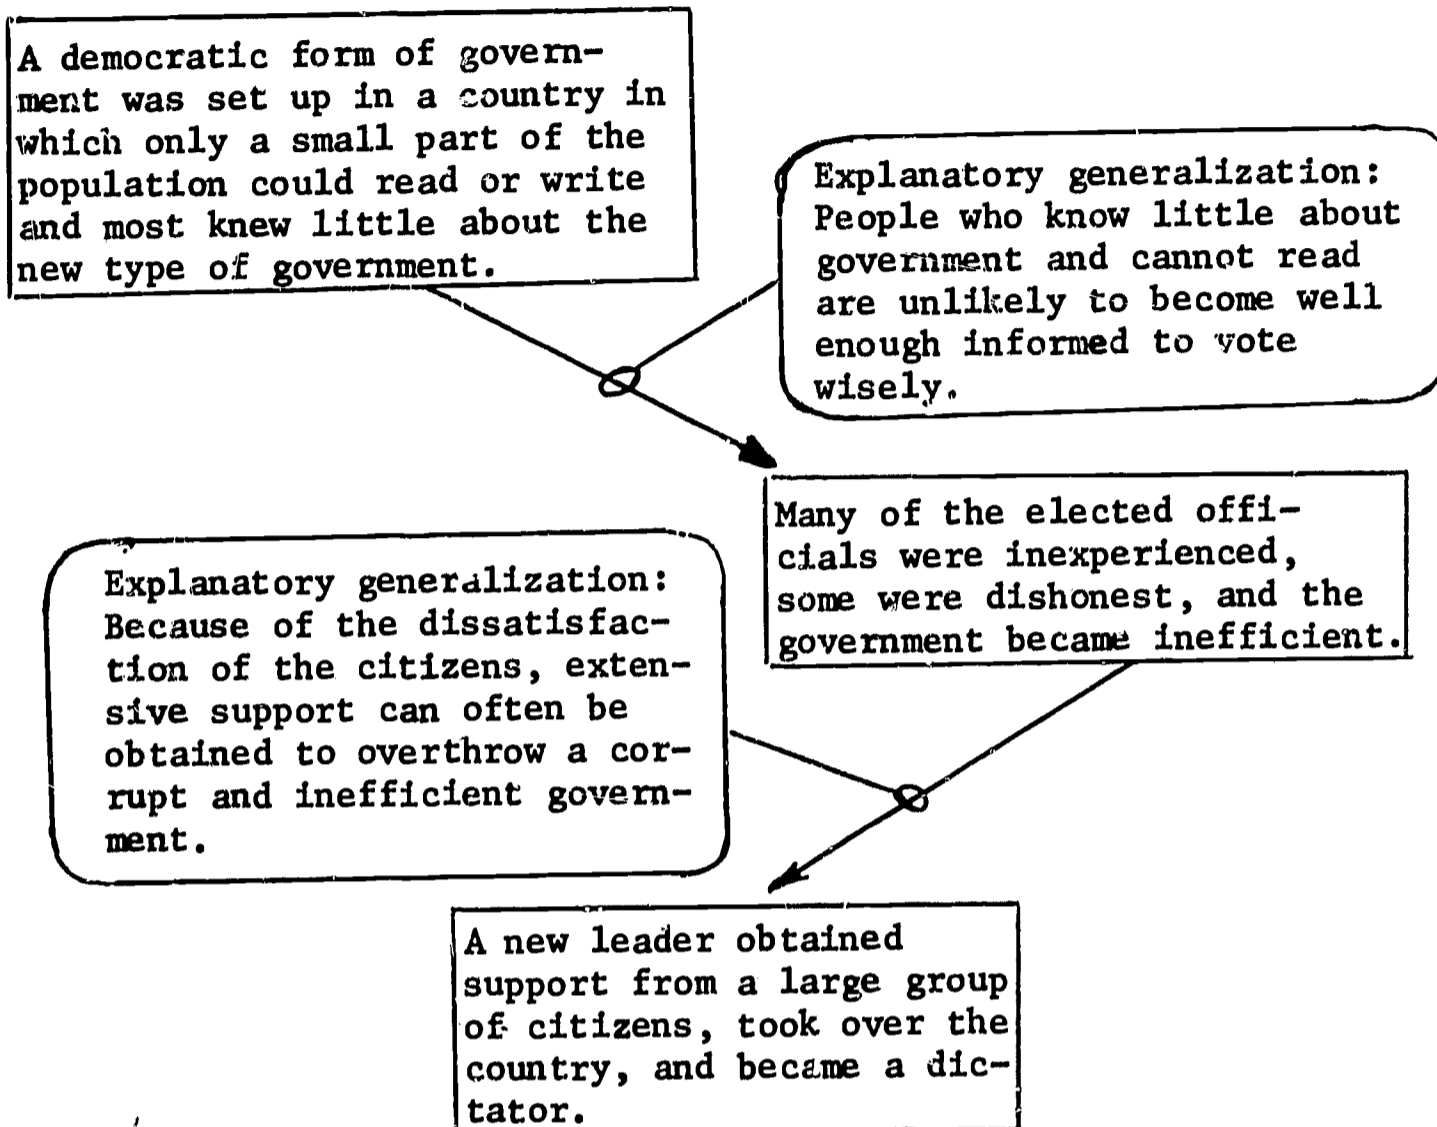 A democratic form of govern-
ment was set up in a country in
which only a small part of the
population could read or write
and most knew little about the
new type of government.
Explanatory generalization:
People who know little about
government and cannot read
are unlikely to become well
enough informed to vote
wisely.
Many of the elected offi-
cials were inexperienced,
some were dishonest, and the
government became inefficient.
Explanatory generalization:
Because of the dissatisfac-
tion of the citizens, exten-
sive support can often be
obtained to overthrow a cor-
rupt and inefficient govern-
ment.
A new leader obtained
support from a large group
of citizens, took over the
country, and became a dic-
tator.